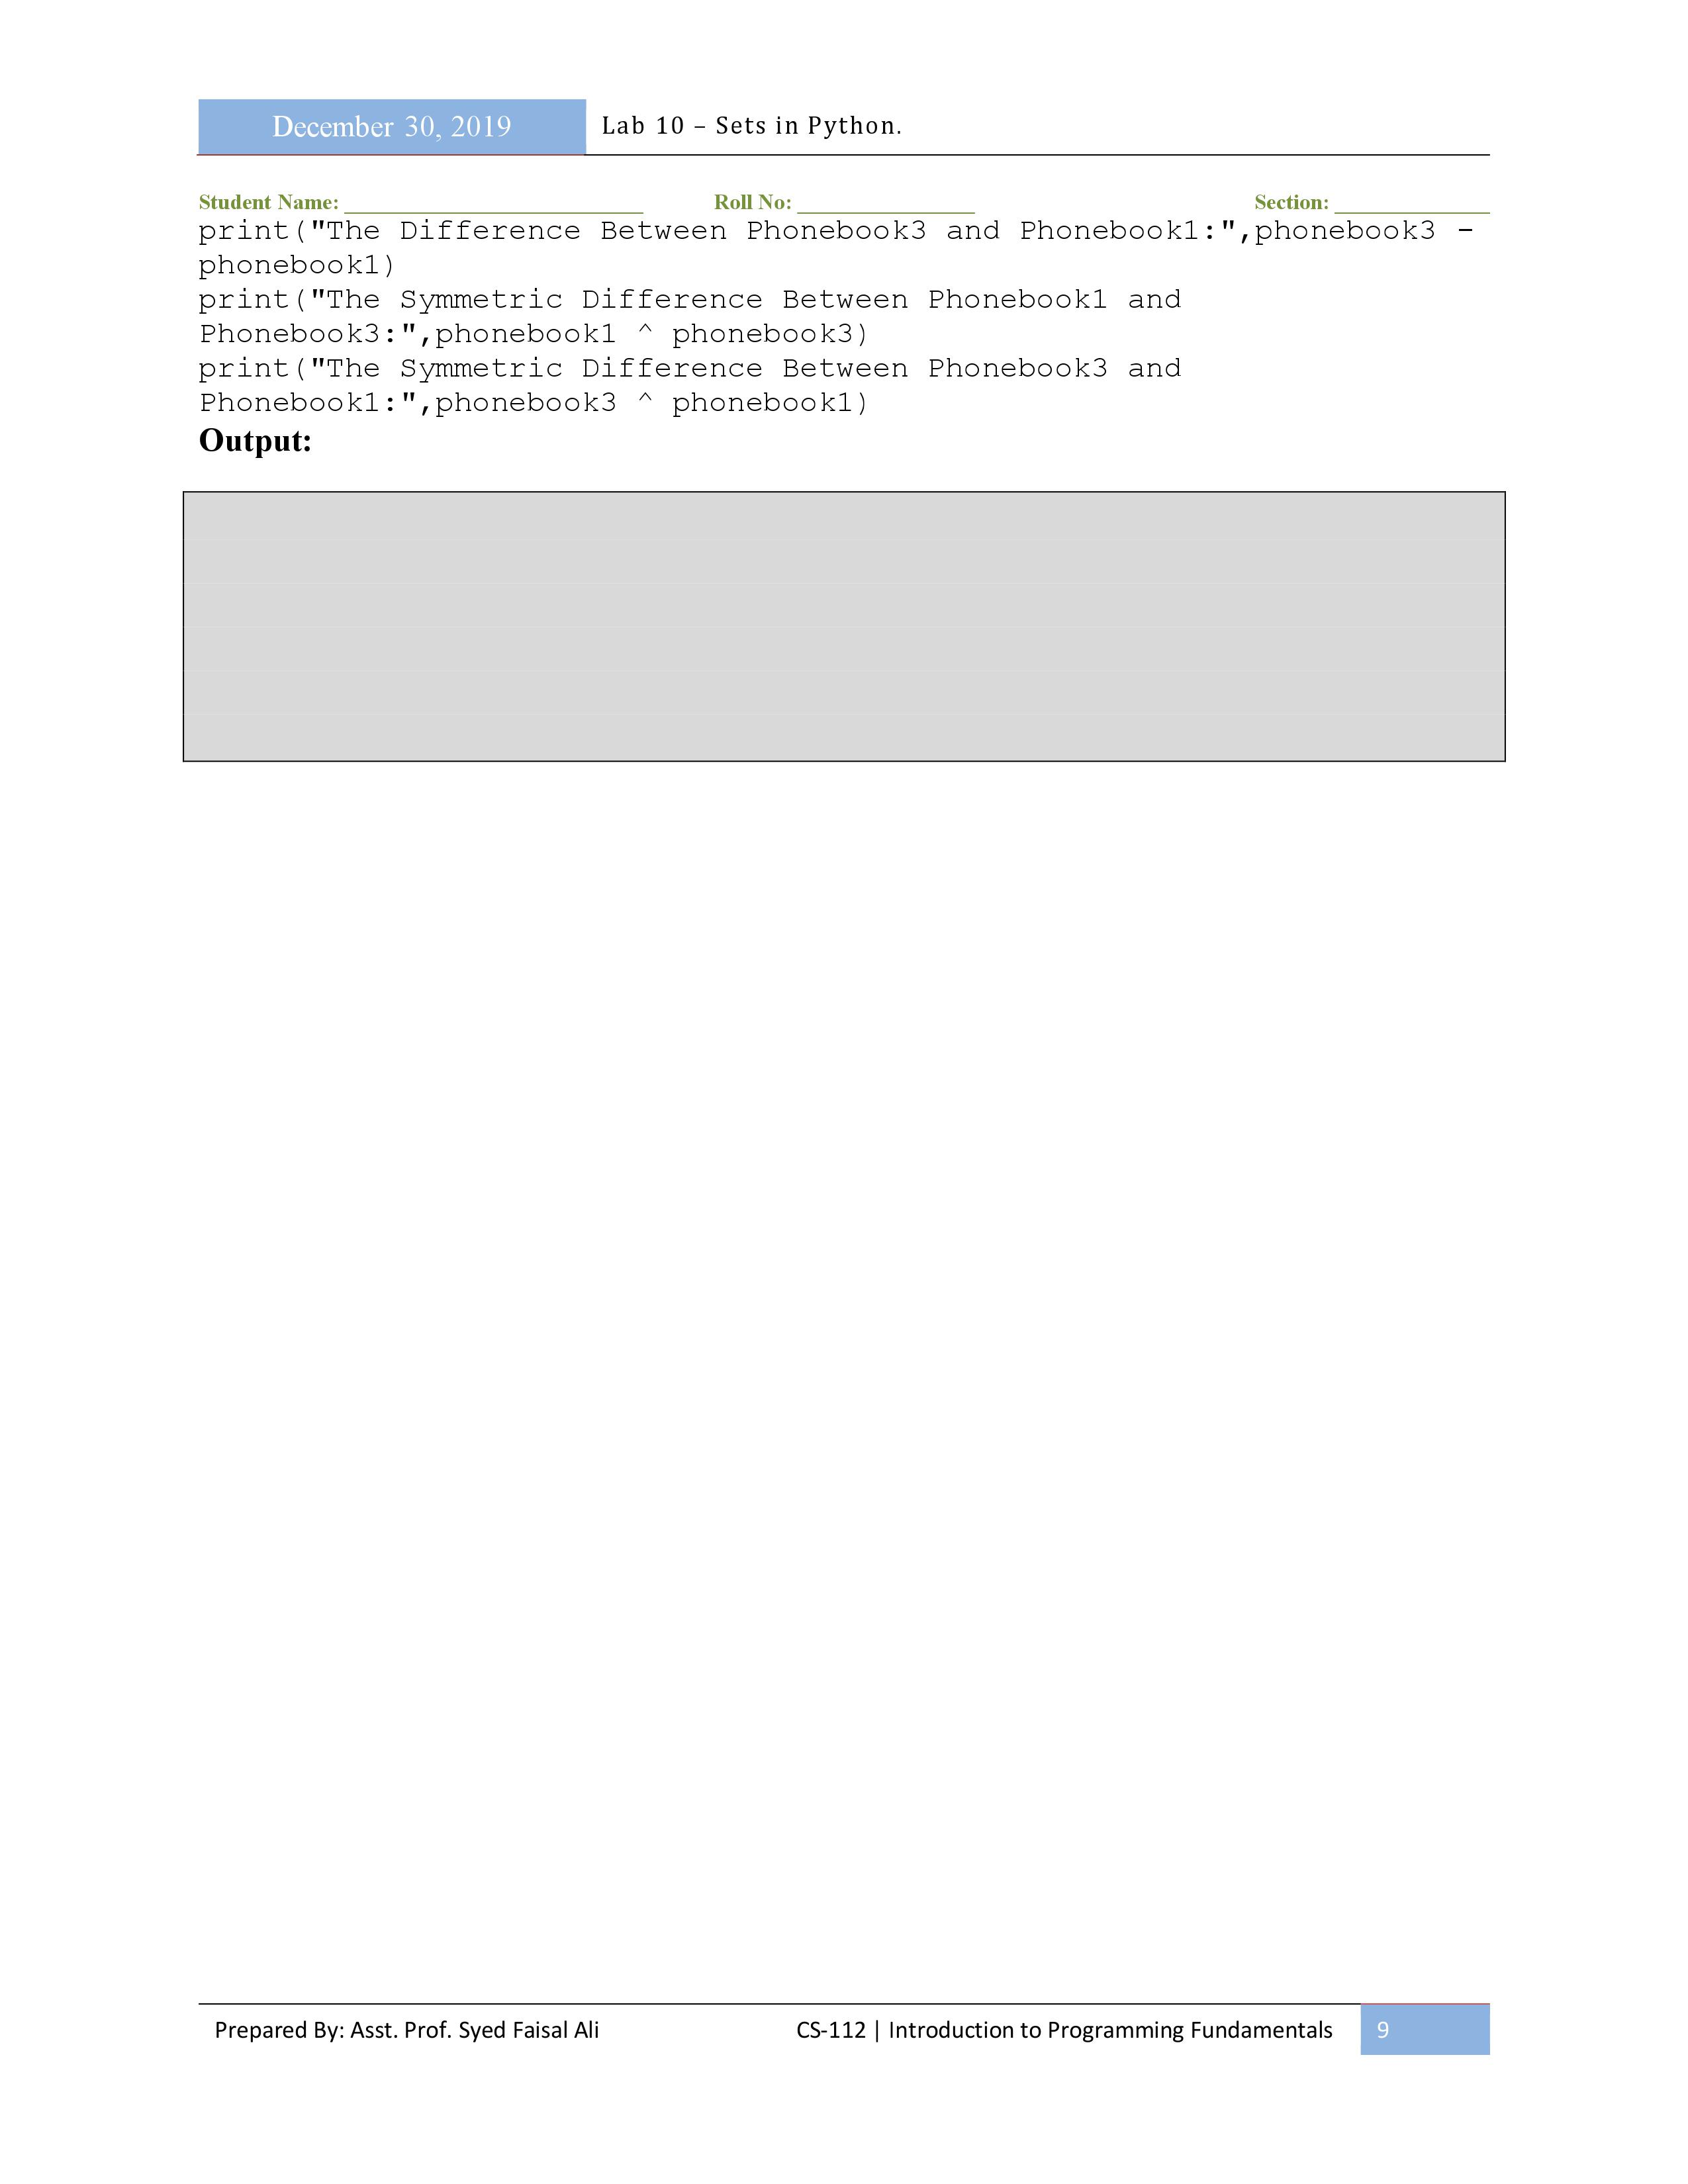 December 30, 2019 Lab 10 – Sets in Python.
Student Name: ___________________________ Roll No: ________________ Section: ______________
print("The Difference Between Phonebook3 and Phonebook1:",phonebook3 –
phonebook1)
print("The Symmetric Difference Between Phonebook1 and
Phonebook3:",phonebook1 ^ phonebook3)
print("The Symmetric Difference Between Phonebook3 and
Phonebook1:",phonebook3 ^ phonebook1)
Output:
Prepared By: Asst. Prof. Syed Faisal Ali CS-112 | Introduction to Programming Fundamentals 9